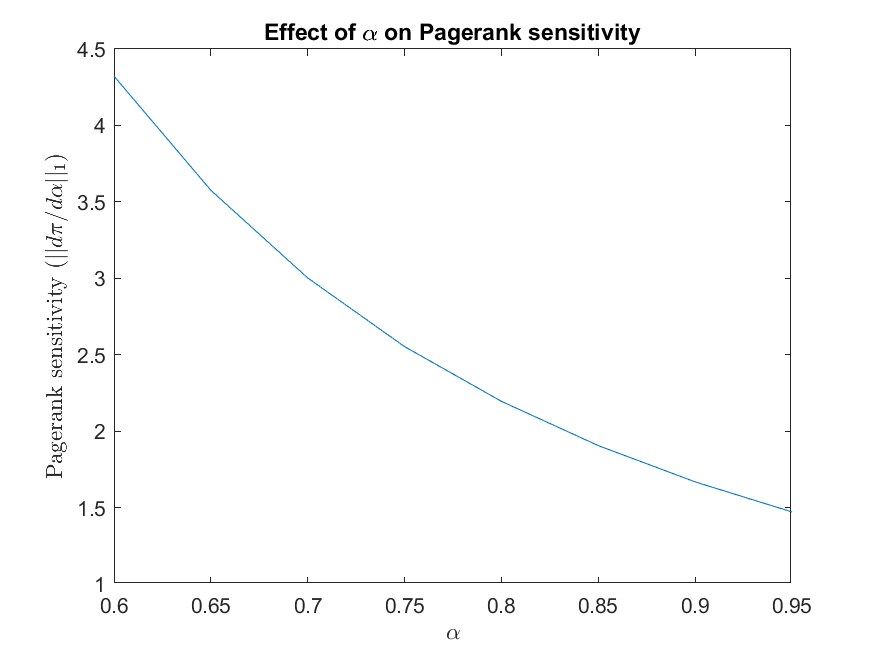 Effect of α on Pagerank sensitivity
Pagerank sensitivity (||dπ/dα||₁)
4.5
4
3.5
3
2.5
2
1.5
1
0.6 0.65 0.7 0.75 0.8 0.85 0.9 0.95
α